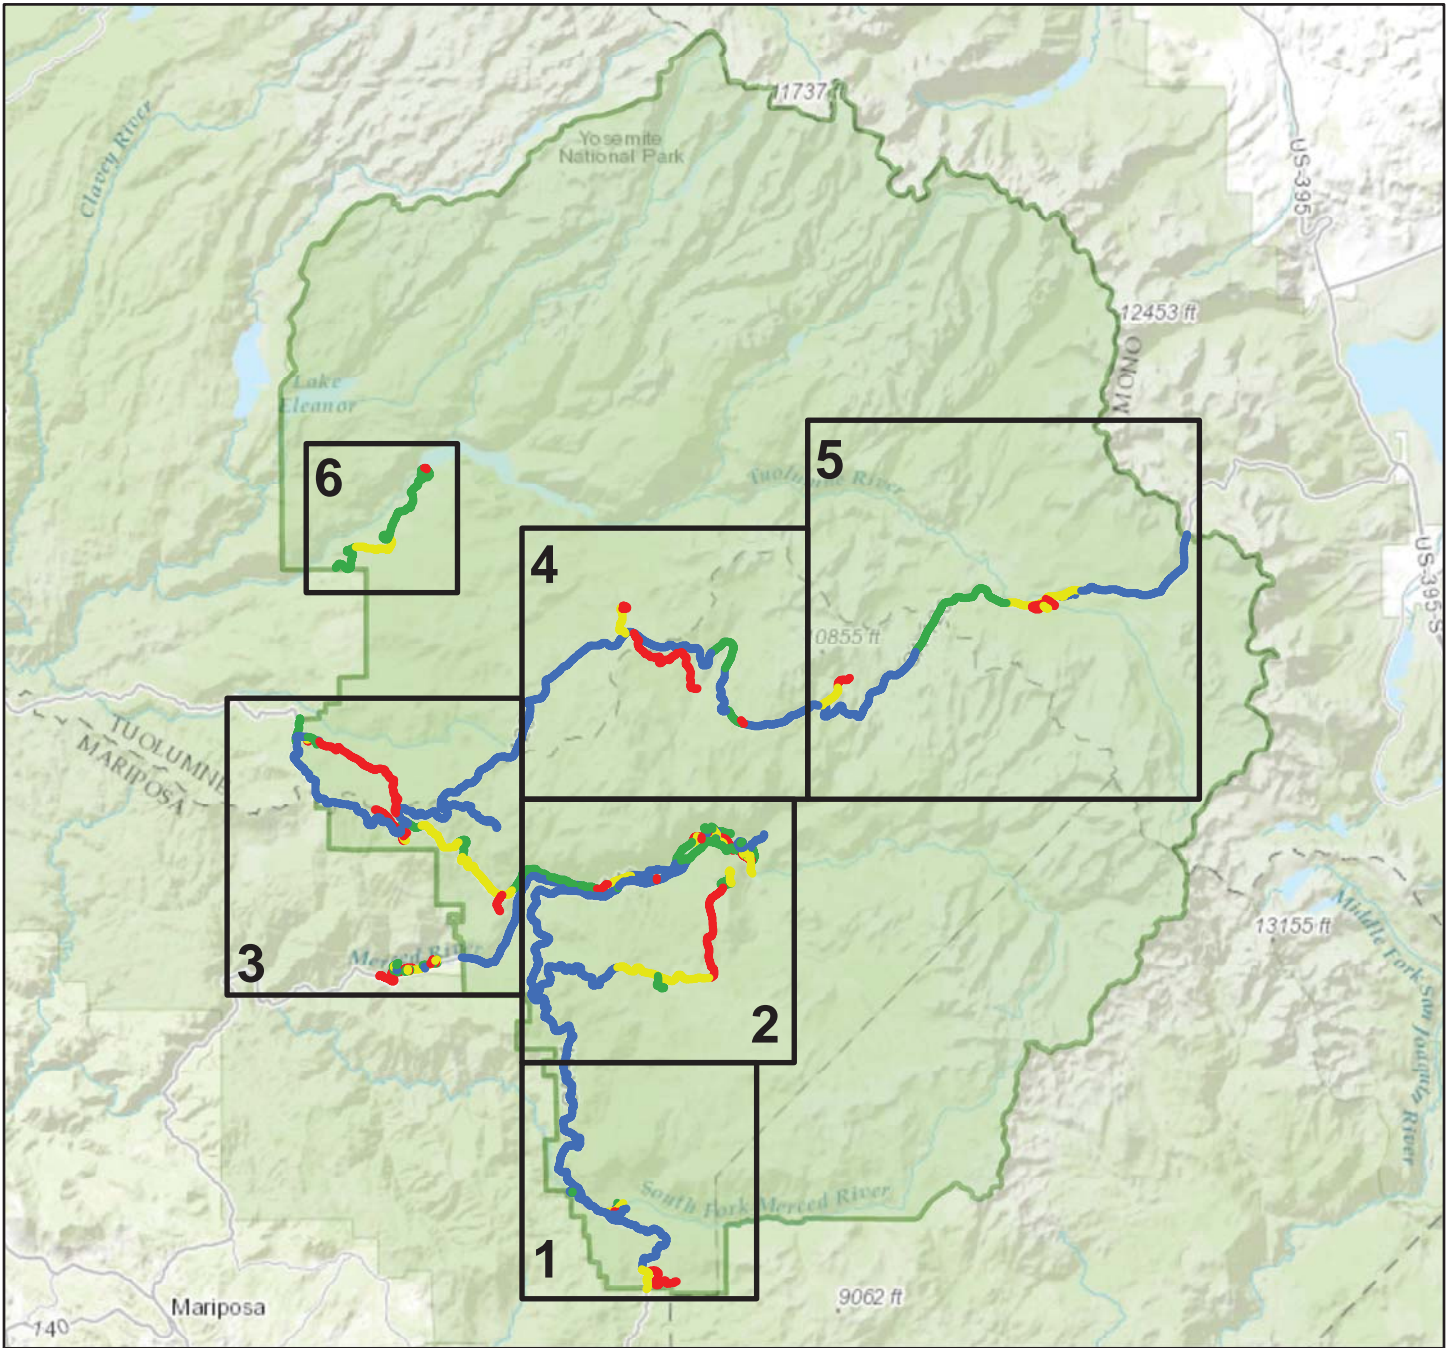 11737 ft
Yosemite
National Park
Clavey River
US-395
12453 ft
MONO
Lake
Eleanor
5
6
Tuolumne River
4
US-395-S
10855 ft
TUOLUMNE
MARIPOSA
Merced River
3
2
13155 ft
Middle Fork San Joaquin River
South Fork Merced River
1
Mariposa
9062 ft
140